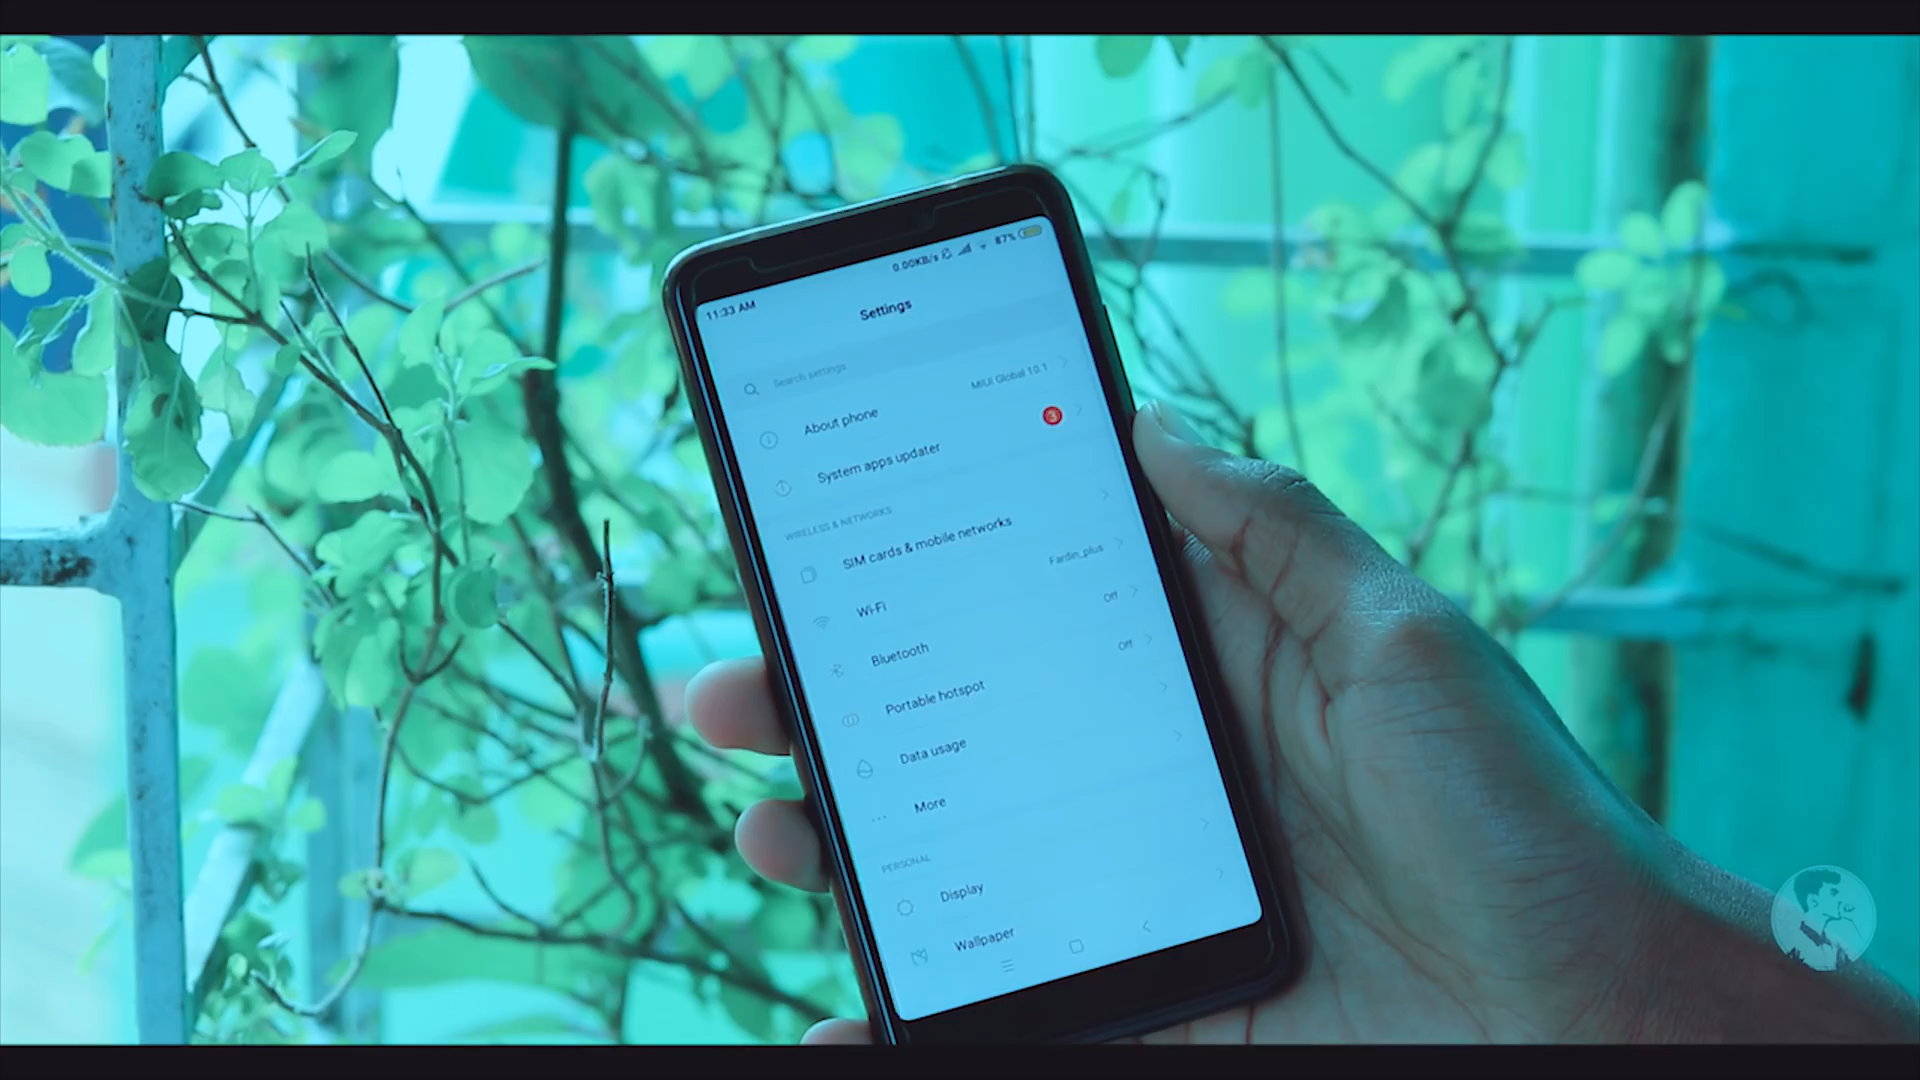 11:33 AM 0.00KB/s 87%
Settings
Search settings
About phone MIUI Global 10.1
System apps updater 3
WIRELESS & NETWORKS
SIM cards & mobile networks
Wi-Fi Fardin_plus
Bluetooth Off
Portable hotspot Off
Data usage
More
PERSONAL
Display
Wallpaper